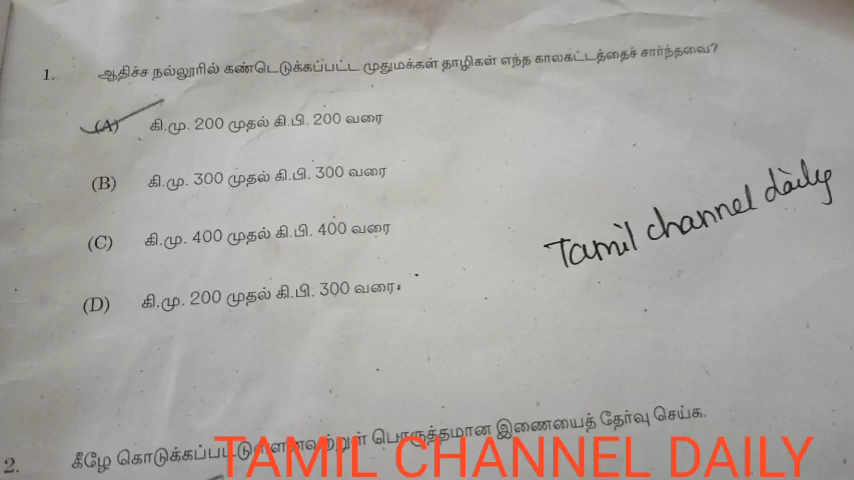 1. ஆதிச்ச நல்லூரில் கண்டெடுக்கப்பட்ட முதுமக்கள் தாழிகள் எந்த காலகட்டத்தைச் சார்ந்தவை?
(A) கி.மு. 200 முதல் கி.பி. 200 வரை
(B) கி.மு. 300 முதல் கி.பி. 300 வரை
(C) கி.மு. 400 முதல் கி.பி. 400 வரை
Tamil channel daily
(D) கி.மு. 200 முதல் கி.பி. 300 வரை
2. கீழே கொடுக்கப்பட்டுள்ளனவற்றுள் பொருத்தமான இணையைத் தேர்வு செய்க.
TAMIL CHANNEL DAILY